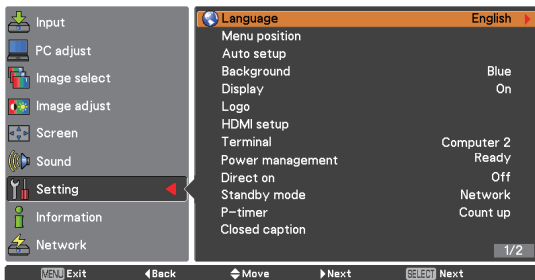 Input
PC adjust
Image select
Image adjust
Screen
Sound
Setting
Information
Network
Language English
Menu position
Auto setup
Background Blue
Display On
Logo
HDMI setup
Terminal Computer 2
Power management Ready
Direct on Off
Standby mode Network
P-timer Count up
Closed caption
1/2
MENU Exit Back Move Next SELECT Next